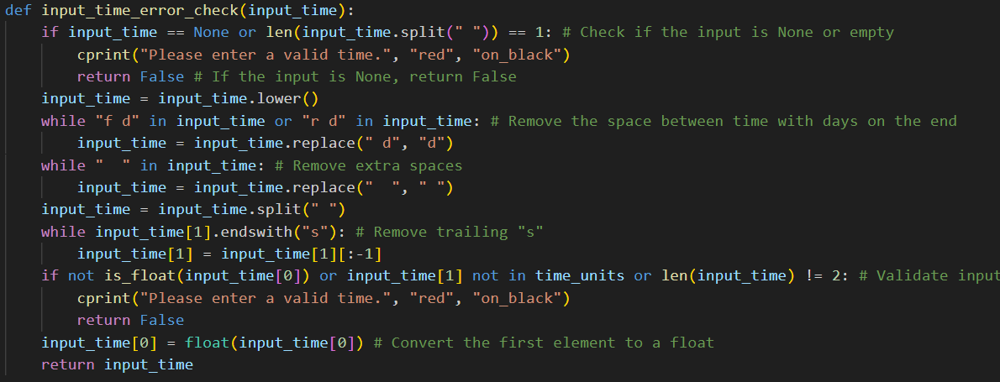 def input_time_error_check(input_time):
    if input_time == None or len(input_time.split(" ")) == 1: # Check if the input is None or empty
        cprint("Please enter a valid time.", "red", "on_black")
        return False # If the input is None, return False
    input_time = input_time.lower()
    while "f d" in input_time or "r d" in input_time: # Remove the space between time with days on the end
        input_time = input_time.replace(" d", "d")
    while "  " in input_time: # Remove extra spaces
        input_time = input_time.replace("  ", " ")
    input_time = input_time.split(" ")
    while input_time[1].endswith("s"): # Remove trailing "s"
        input_time[1] = input_time[1][:-1]
    if not is_float(input_time[0]) or input_time[1] not in time_units or len(input_time) != 2: # Validate input
        cprint("Please enter a valid time.", "red", "on_black")
        return False
    input_time[0] = float(input_time[0]) # Convert the first element to a float
    return input_time